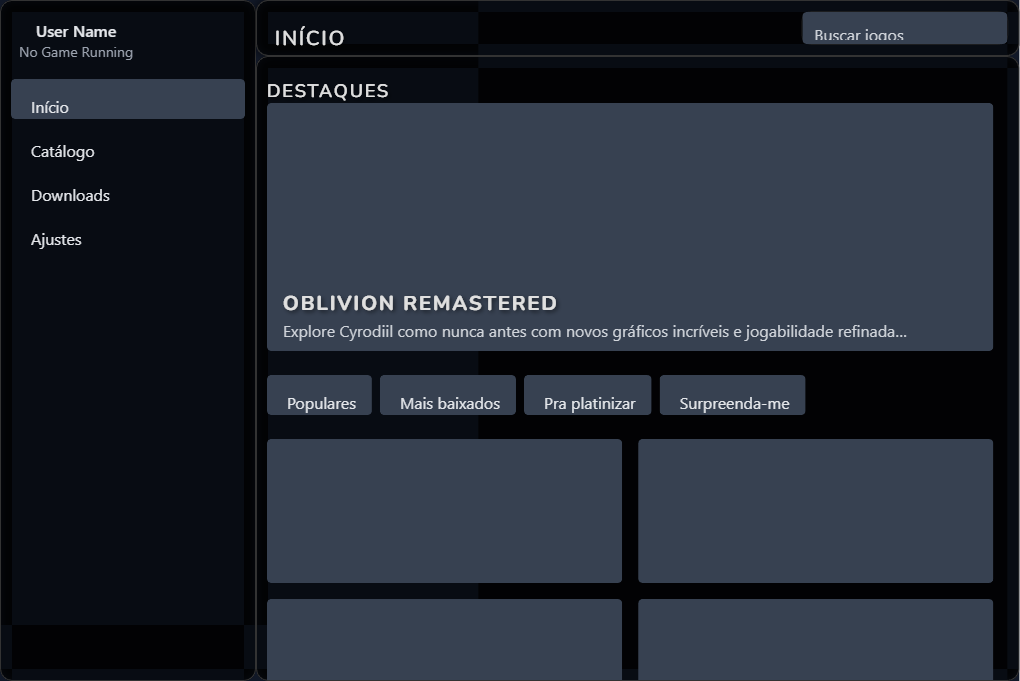 User Name
No Game Running
Início
Catálogo
Downloads
Ajustes
INÍCIO
Buscar jogos
DESTAQUES
OBLIVION REMASTERED
Explore Cyrodiil como nunca antes com novos gráficos incríveis e jogabilidade refinada...
Populares
Mais baixados
Pra platinizar
Surpreenda-me